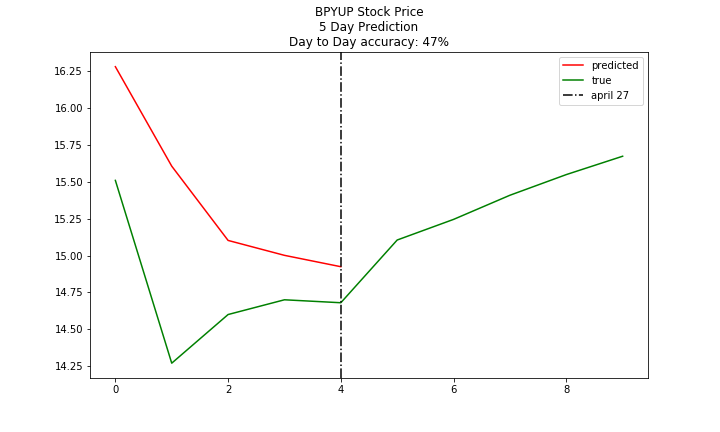 BPYUP Stock Price
5 Day Prediction
Day to Day accuracy: 47%
predicted
true
april 27
16.25
16.00
15.75
15.50
15.25
15.00
14.75
14.50
14.25
0 2 4 6 8